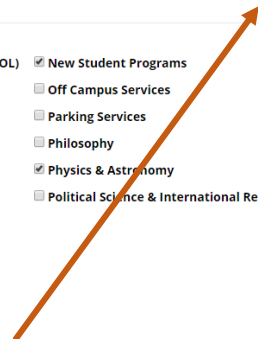 OL) New Student Programs
Off Campus Services
Parking Services
Philosophy
Physics & Astronomy
Political Science & International Re